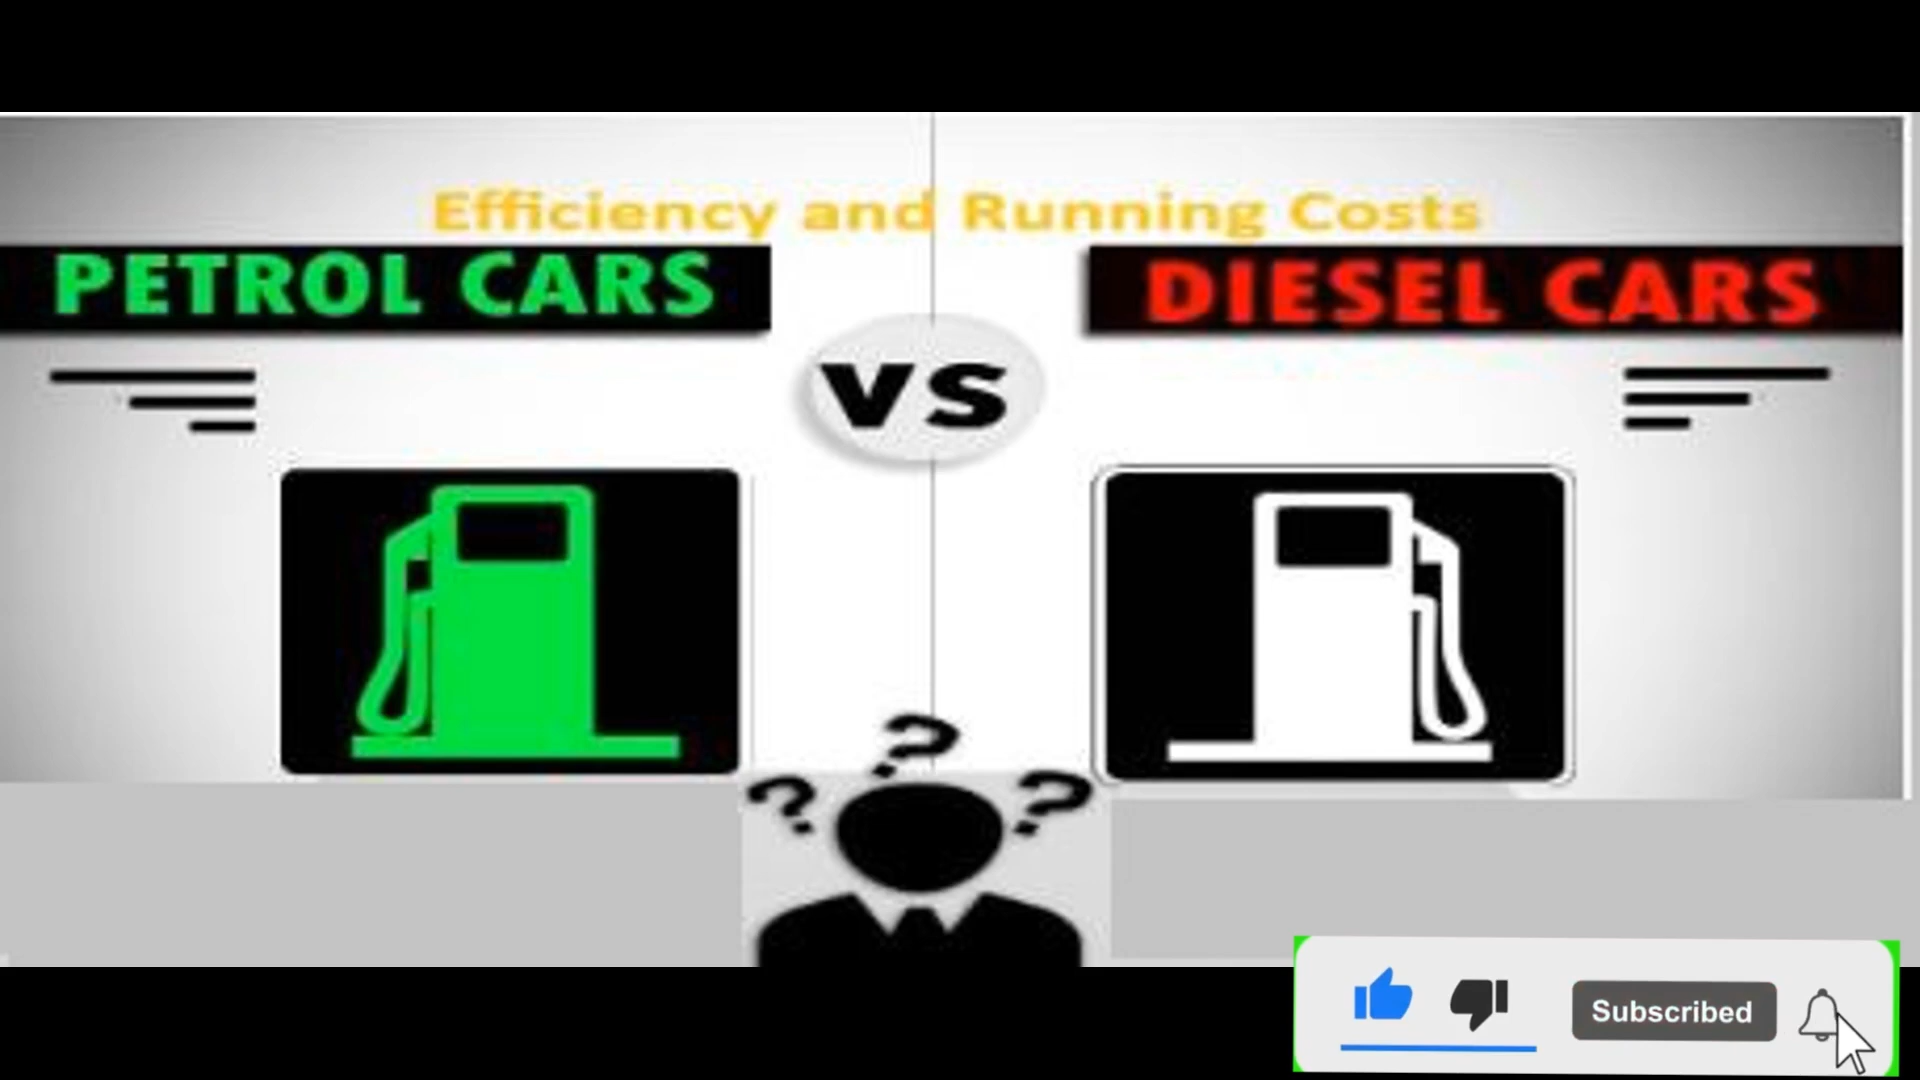 Efficiency and Running Costs
PETROL CARS
DIESEL CARS
VS
? ? ?
Subscribed